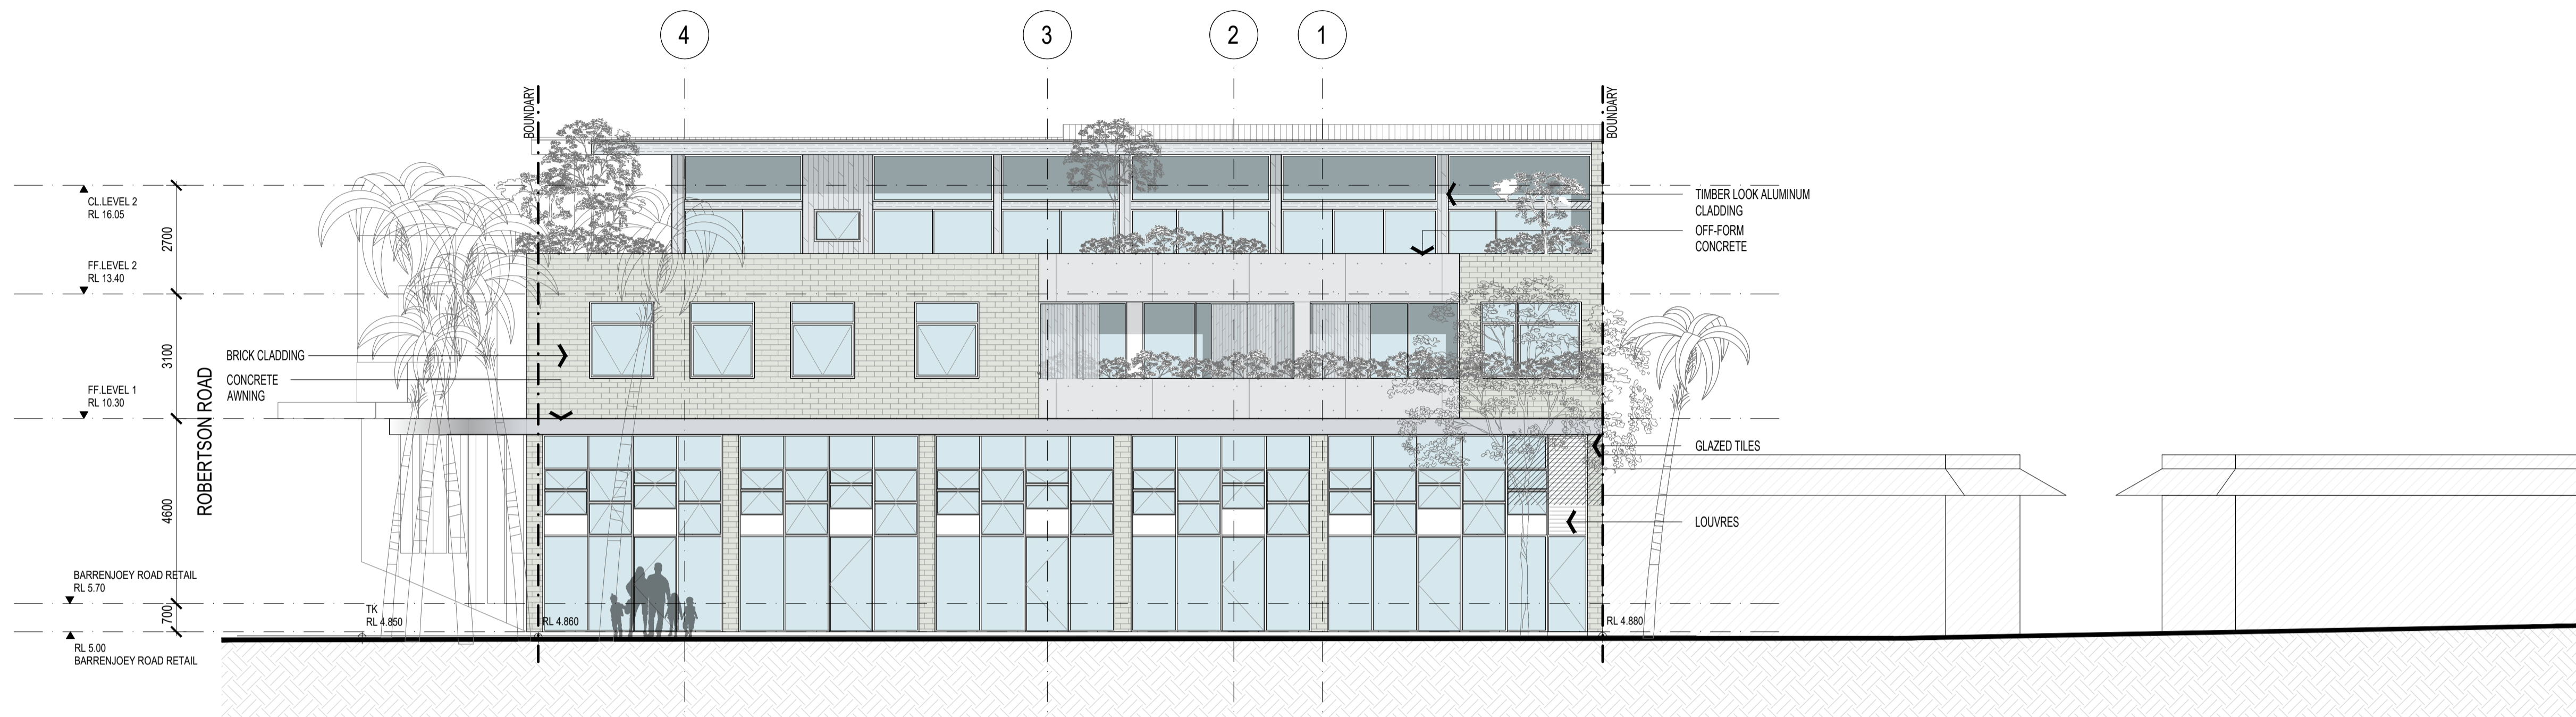 4
3
2
1
BOUNDARY
BOUNDARY
CL.LEVEL 2
RL 16.05
2700
FF.LEVEL 2
RL 13.40
3100
FF.LEVEL 1
RL 10.30
4600
BARRENJOEY ROAD RETAIL
RL 5.70
700
RL 5.00
BARRENJOEY ROAD RETAIL
ROBERTSON ROAD
BRICK CLADDING
CONCRETE
AWNING
TK
RL 4.850
RL 4.860
TIMBER LOOK ALUMINUM
CLADDING
OFF-FORM
CONCRETE
GLAZED TILES
LOUVRES
RL 4.880